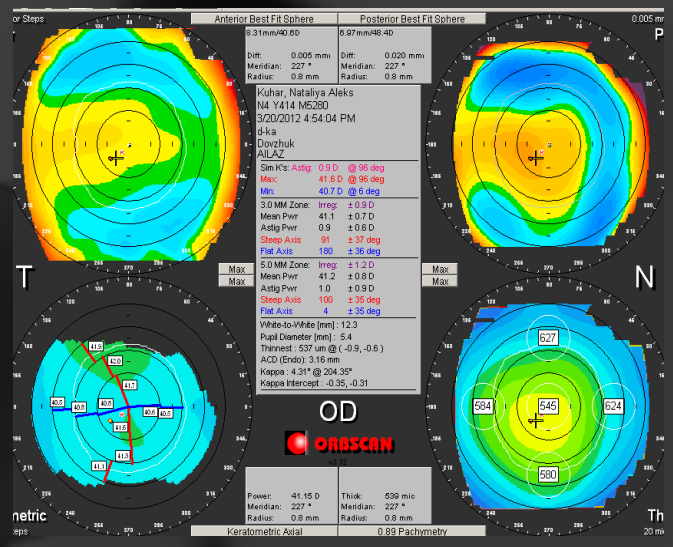 or Steps
Anterior Best Fit Sphere
Posterior Best Fit Sphere
0.005 mm
8.31mm/40.6D
6.97mm/48.4D
Diff: 0.005 mm
Meridian: 227 °
Radius: 0.8 mm
Diff: 0.020 mm
Meridian: 227 °
Radius: 0.8 mm
P
Kuhar, Nataliya Aleks
N4 Y414 M5280
3/20/2012 4:54:04 PM
d-ka
Dovzhuk
AILAZ
Sim K's: Astig: 0.9 D @ 96 deg
Max: 41.6 D @ 96 deg
Min: 40.7 D @ 6 deg
3.0 MM Zone: Irreg: ± 0.9 D
Mean Pwr 41.1 ± 0.7 D
Astig Pwr 0.9 ± 0.6 D
Steep Axis 91 ± 37 deg
Flat Axis 180 ± 36 deg
5.0 MM Zone: Irreg: ± 1.2 D
Mean Pwr 41.2 ± 0.8 D
Astig Pwr 1.0 ± 0.9 D
Steep Axis 100 ± 35 deg
Flat Axis 4 ± 35 deg
White-to-White [mm] : 12.3
Pupil Diameter [mm] : 5.4
Thinnest : 537 um @ ( -0.9, -0.6 )
ACD (Endo): 3.16 mm
Kappa : 4.31° @ 204.35°
Kappa Intercept : -0.35, -0.31
Max
Max
Max
Max
T
N
41.9
42.0
41.7
40.5
40.8
40.8
40.6
40.5
41.6
41.3
41.1
627
584
545
624
580
OD
ORBSCAN
v3.12
Power: 41.15 D
Meridian: 227 °
Radius: 0.8 mm
Thick: 539 mic
Meridian: 227 °
Radius: 0.8 mm
metric
eps
Keratometric Axial
0.89 Pachymetry
Th
20 mi